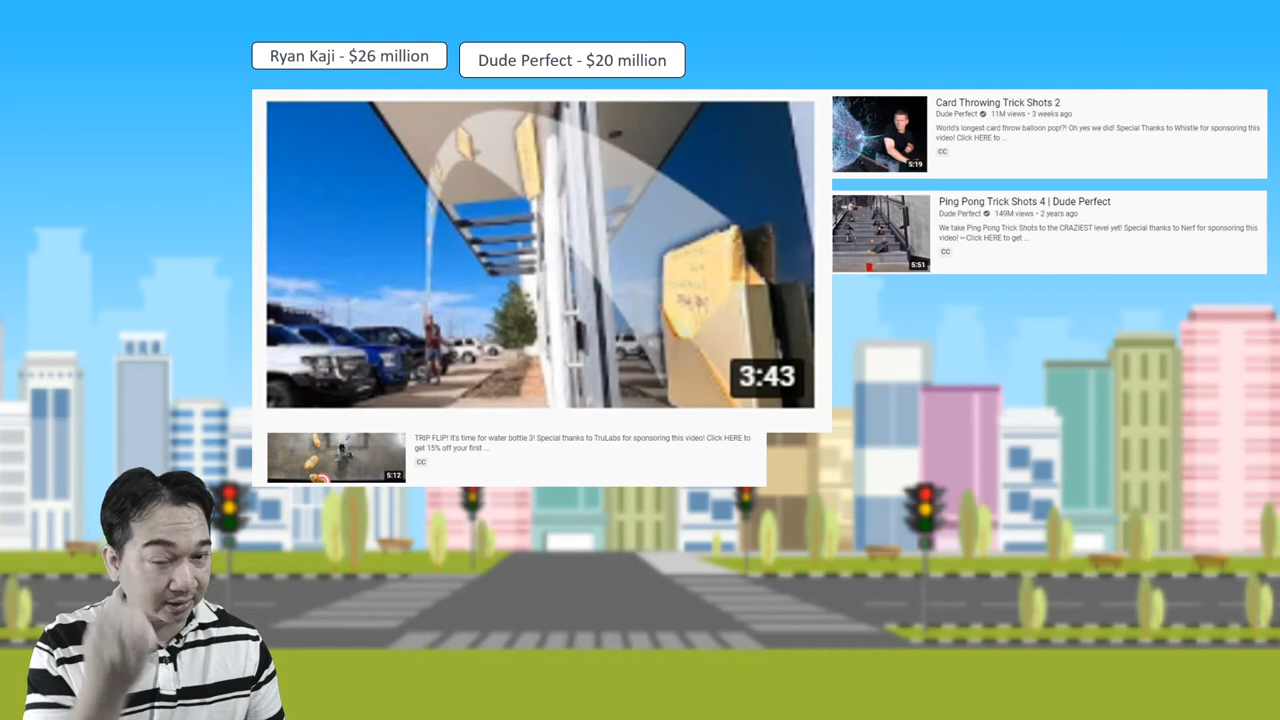 Ryan Kaji - $26 million
Dude Perfect - $20 million
3:43
Card Throwing Trick Shots 2
Dude Perfect 11M views • 3 weeks ago
World's longest card throw balloon pop!?! Oh yes we did! Special Thanks to Whistle for sponsoring this
video! Click HERE to ...
CC
5:19
Ping Pong Trick Shots 4 | Dude Perfect
Dude Perfect 149M views • 2 years ago
We take Ping Pong Trick Shots to the CRAZIEST level yet! Special thanks to Nerf for sponsoring this
video! ►Click HERE to get ...
CC
5:51
TRIP FLIP! It's time for water bottle 3! Special thanks to TruLabs for sponsoring this video! Click HERE to
get 15% off your first ...
CC
5:12